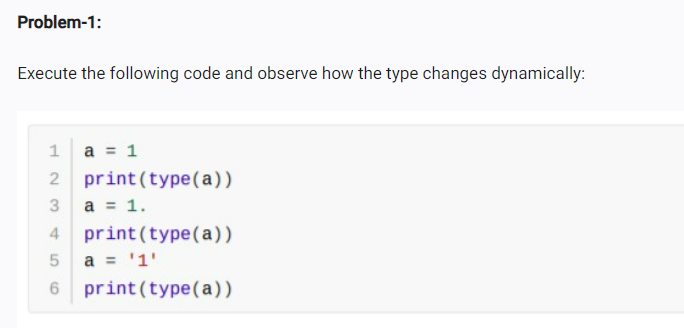 Problem-1:
Execute the following code and observe how the type changes dynamically:
1 a = 1
2 print(type(a))
3 a = 1.
4 print(type(a))
5 a = '1'
6 print(type(a))